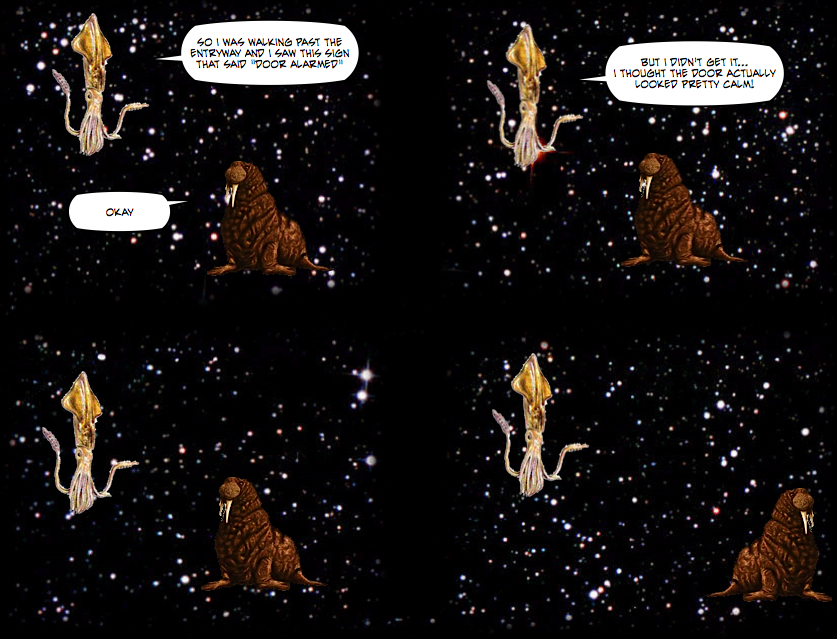 SO I WAS WALKING PAST THE
ENTRYWAY AND I SAW THIS SIGN
THAT SAID "DOOR ALARMED"
OKAY
BUT I DIDN'T GET IT...
I THOUGHT THE DOOR ACTUALLY
LOOKED PRETTY CALM!